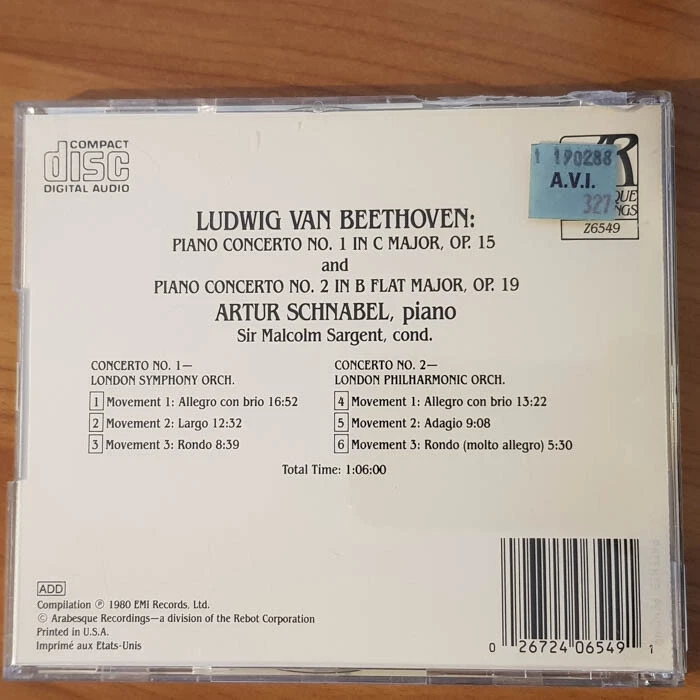 COMPACT
disc
DIGITAL AUDIO
1 190288
A.V.I.
327
Z6549
LUDWIG VAN BEETHOVEN:
PIANO CONCERTO NO. 1 IN C MAJOR, OP. 15
and
PIANO CONCERTO NO. 2 IN B FLAT MAJOR, OP. 19
ARTUR SCHNABEL, piano
Sir Malcolm Sargent, cond.
CONCERTO NO. 1—
LONDON SYMPHONY ORCH.
1 Movement 1: Allegro con brio 16:52
2 Movement 2: Largo 12:32
3 Movement 3: Rondo 8:39
CONCERTO NO. 2—
LONDON PHILHARMONIC ORCH.
4 Movement 1: Allegro con brio 13:22
5 Movement 2: Adagio 9:08
6 Movement 3: Rondo (molto allegro) 5:30
Total Time: 1:06:00
ADD
Compilation ℗ 1980 EMI Records, Ltd.
© Arabesque Recordings—a division of the Rebot Corporation
Printed in U.S.A.
Imprimé aux Etats-Unis
0 26724 06549 1